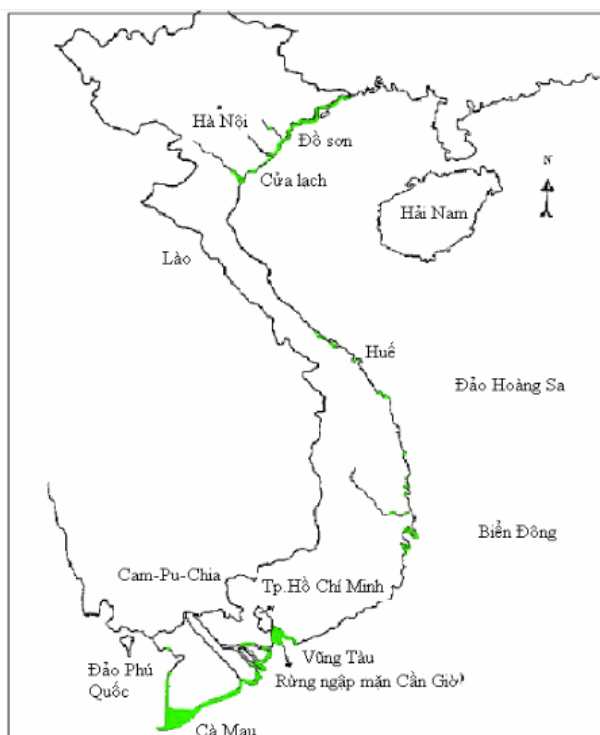 Hà Nội
Đồ sơn
Cửa lạch
N
Hải Nam
Lào
Huế
Đảo Hoàng Sa
Biển Đông
Cam-Pu-Chia
Tp.Hồ Chí Minh
Vũng Tàu
Đảo Phú
Quốc
Rừng ngập mặn Cần Giờ)
Cà Mau